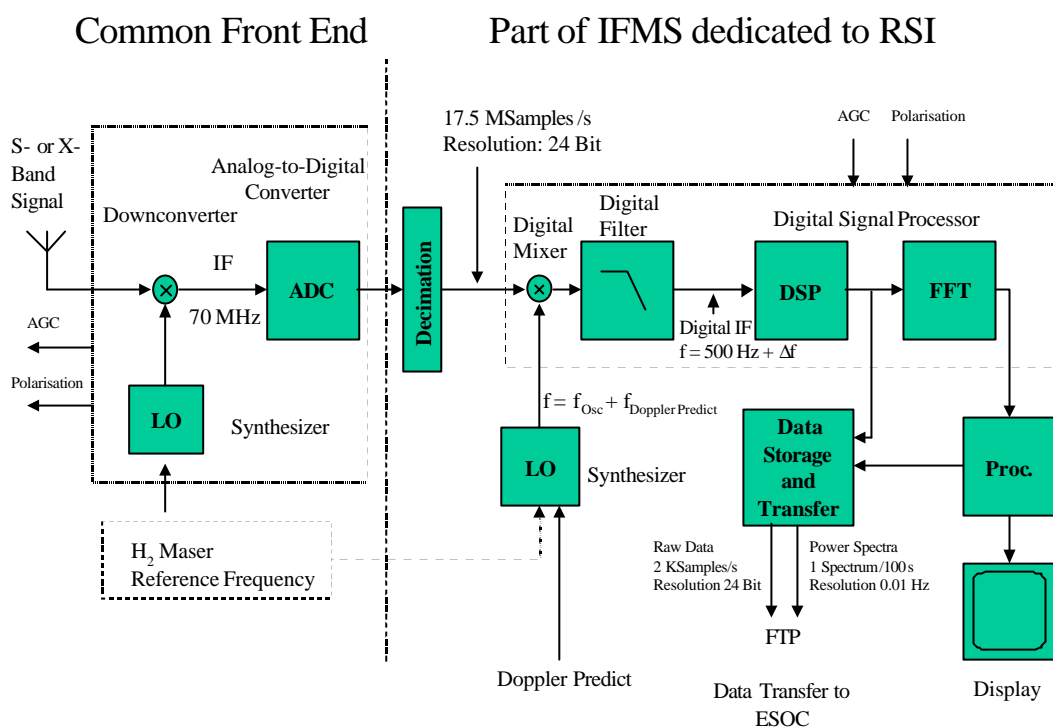 Common Front End
Part of IFMS dedicated to RSI
S- or X-
Band
Signal
Downconverter
Analog-to-Digital
Converter
IF
70 MHz
×
ADC
AGC
Polarisation
LO
Synthesizer
H2 Maser
Reference Frequency
17.5 MSamples/s
Resolution: 24 Bit
Decimation
AGC
Polarisation
Digital
Mixer
Digital
Filter
Digital Signal Processor
×
DSP
FFT
Digital IF
f = 500 Hz + Δf
f = fOsc + fDoppler Predict
LO
Synthesizer
Data
Storage
and
Transfer
Proc.
Raw Data
2 KSamples/s
Resolution 24 Bit
Power Spectra
1 Spectrum/100 s
Resolution 0.01 Hz
FTP
Doppler Predict
Data Transfer to
ESOC
Display